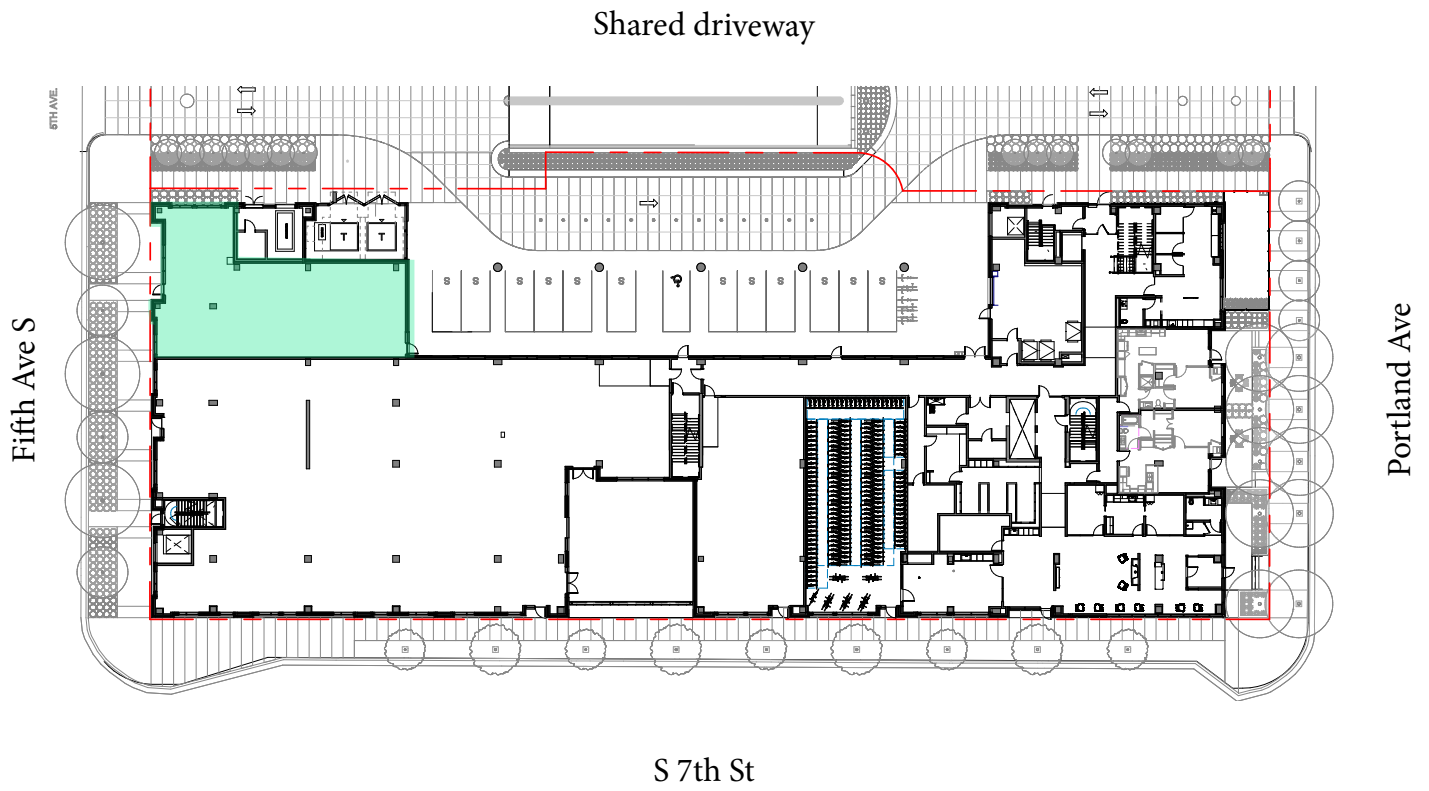 Shared driveway
5TH AVE.
T T
S S S S S S S S S S S S
Fifth Ave S
Portland Ave
S 7th St